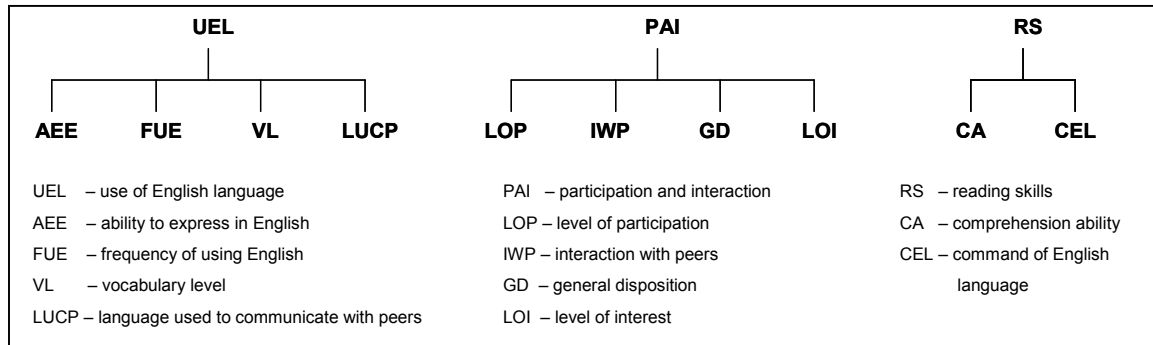 UEL PAI RS
AEE FUE VL LUCP LOP IWP GD LOI CA CEL
UEL – use of English language
AEE – ability to express in English
FUE – frequency of using English
VL – vocabulary level
LUCP – language used to communicate with peers
PAI – participation and interaction
LOP – level of participation
IWP – interaction with peers
GD – general disposition
LOI – level of interest
RS – reading skills
CA – comprehension ability
CEL – command of English
language